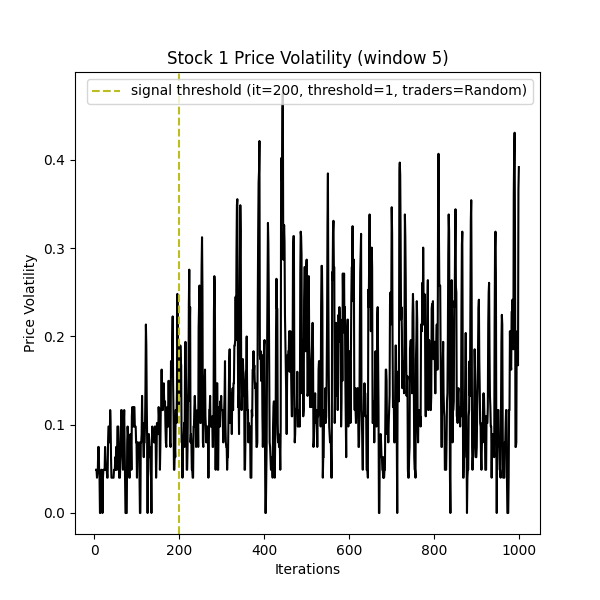 Stock 1 Price Volatility (window 5)
signal threshold (it=200, threshold=1, traders=Random)
Price Volatility
0.4
0.3
0.2
0.1
0.0
0 200 400 600 800 1000
Iterations